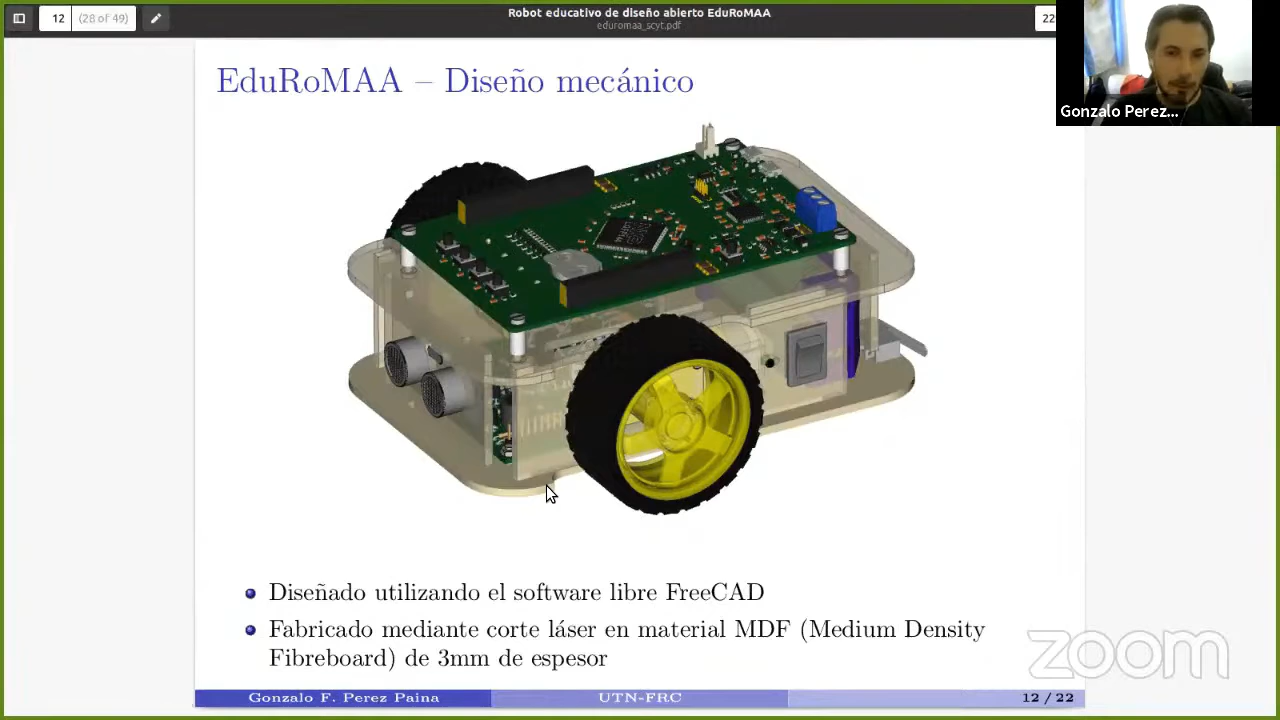 12
(28 of 49)
Robot educativo de diseño abierto EduRoMAA
eduromaa_scyt.pdf
22
Gonzalo Perez...
EduRoMAA – Diseño mecánico
Diseñado utilizando el software libre FreeCAD
Fabricado mediante corte láser en material MDF (Medium Density
Fibreboard) de 3mm de espesor
zoom
Gonzalo F. Perez Paina
UTN-FRC
12 / 22